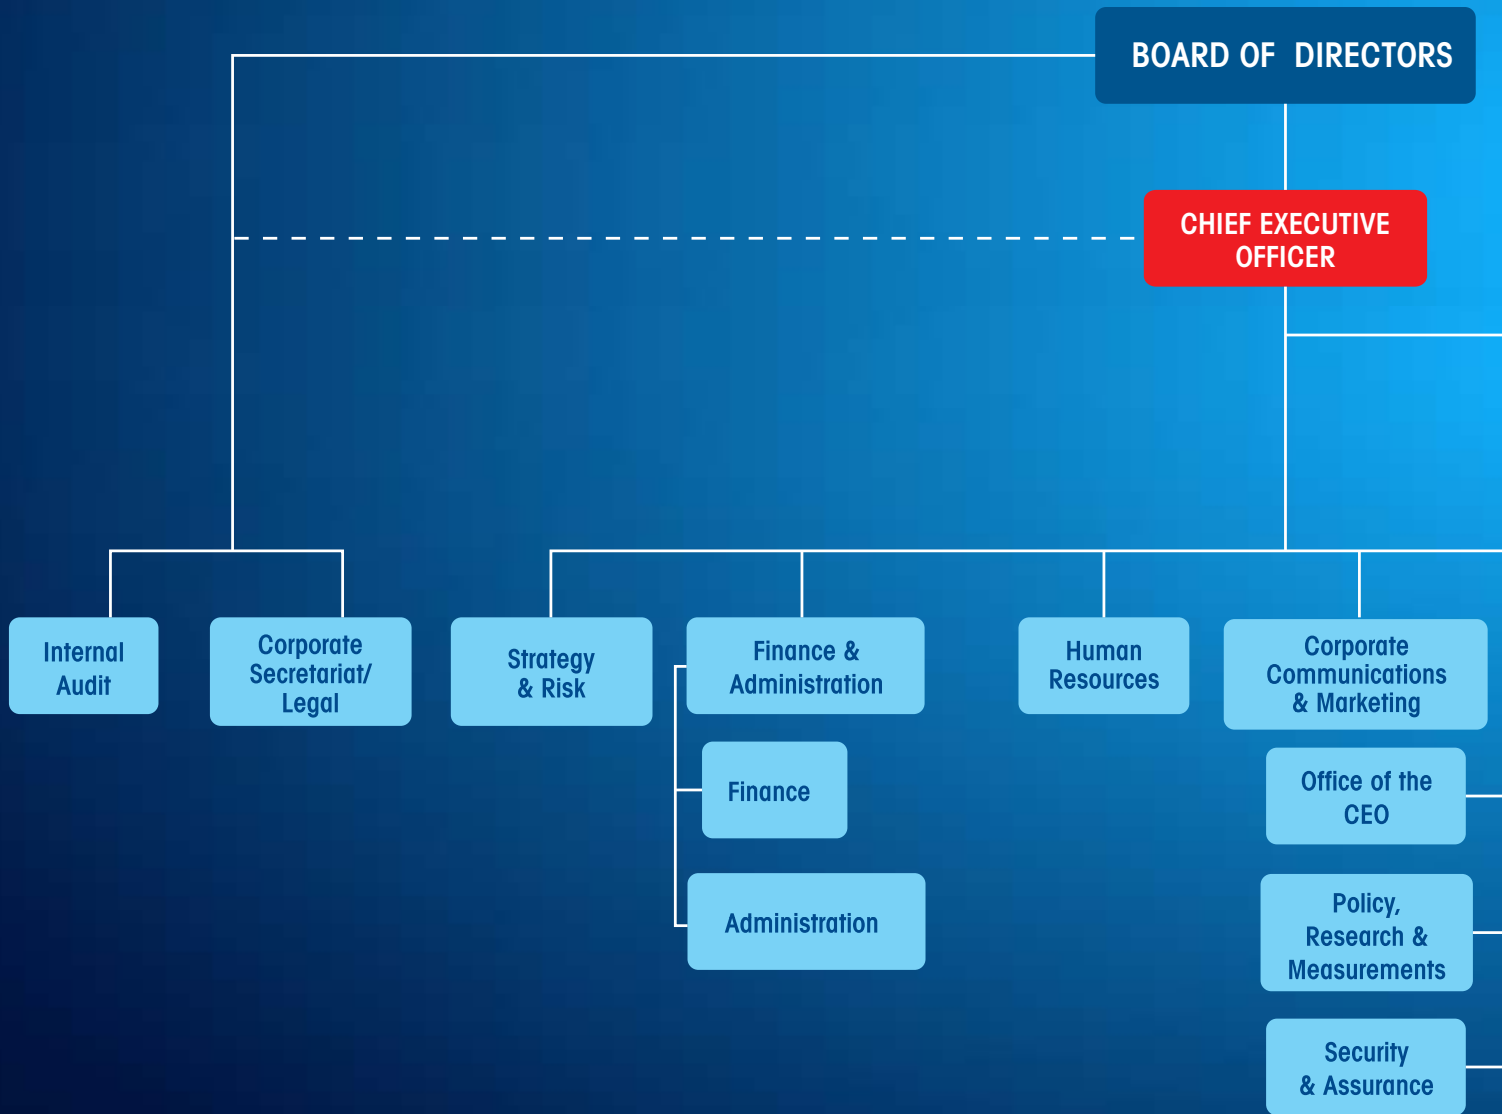 BOARD OF DIRECTORS
CHIEF EXECUTIVE
OFFICER
Internal
Audit
Corporate
Secretariat/
Legal
Strategy
& Risk
Finance &
Administration
Human
Resources
Corporate
Communications
& Marketing
Finance
Office of the
CEO
Administration
Policy,
Research &
Measurements
Security
& Assurance